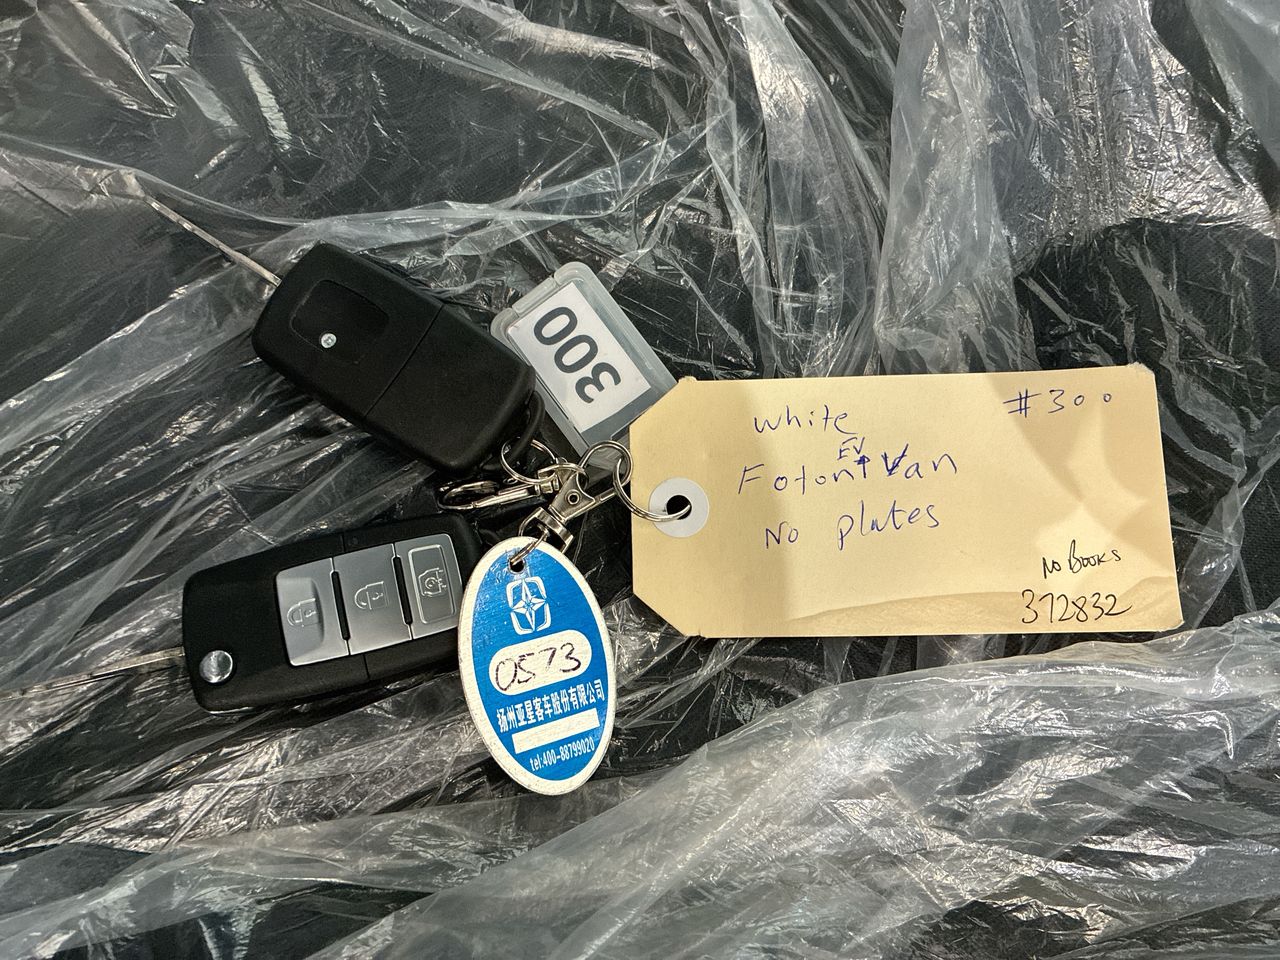 300
White
#300
EV
Foton Van
No plates
No Books
372832
0573
扬州亚星客车股份有限公司
tel:400-88799020